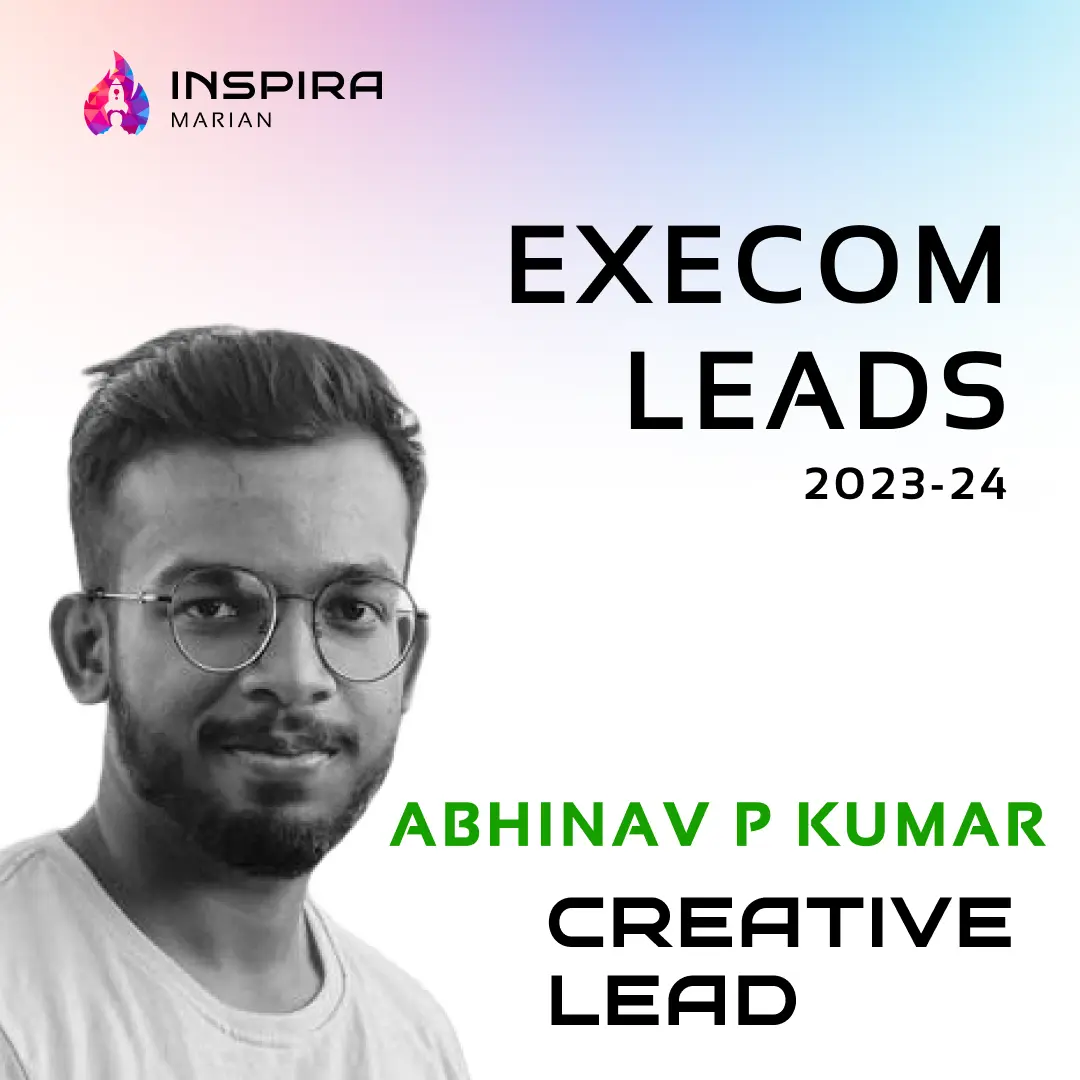 INSPIRA
MARIAN
EXECOM
LEADS
2023-24
ABHINAV P KUMAR
CREATIVE
LEAD